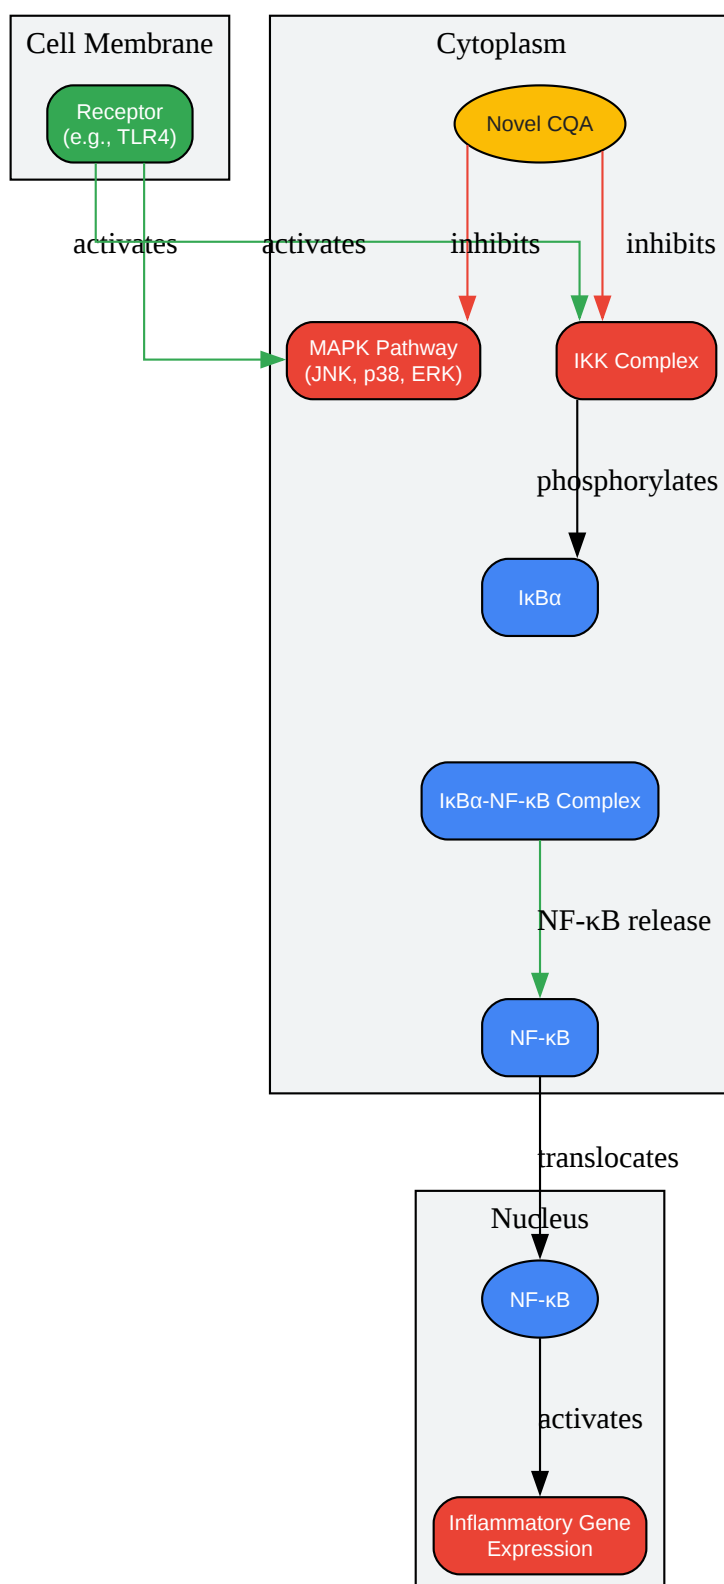 Cell Membrane
Cytoplasm
Receptor
(e.g., TLR4)
Novel CQA
activates
activates
inhibits
inhibits
MAPK Pathway
(JNK, p38, ERK)
IKK Complex
phosphorylates
IκBα
IκBα-NF-κB Complex
NF-κB release
NF-κB
translocates
Nucleus
NF-κB
activates
Inflammatory Gene
Expression